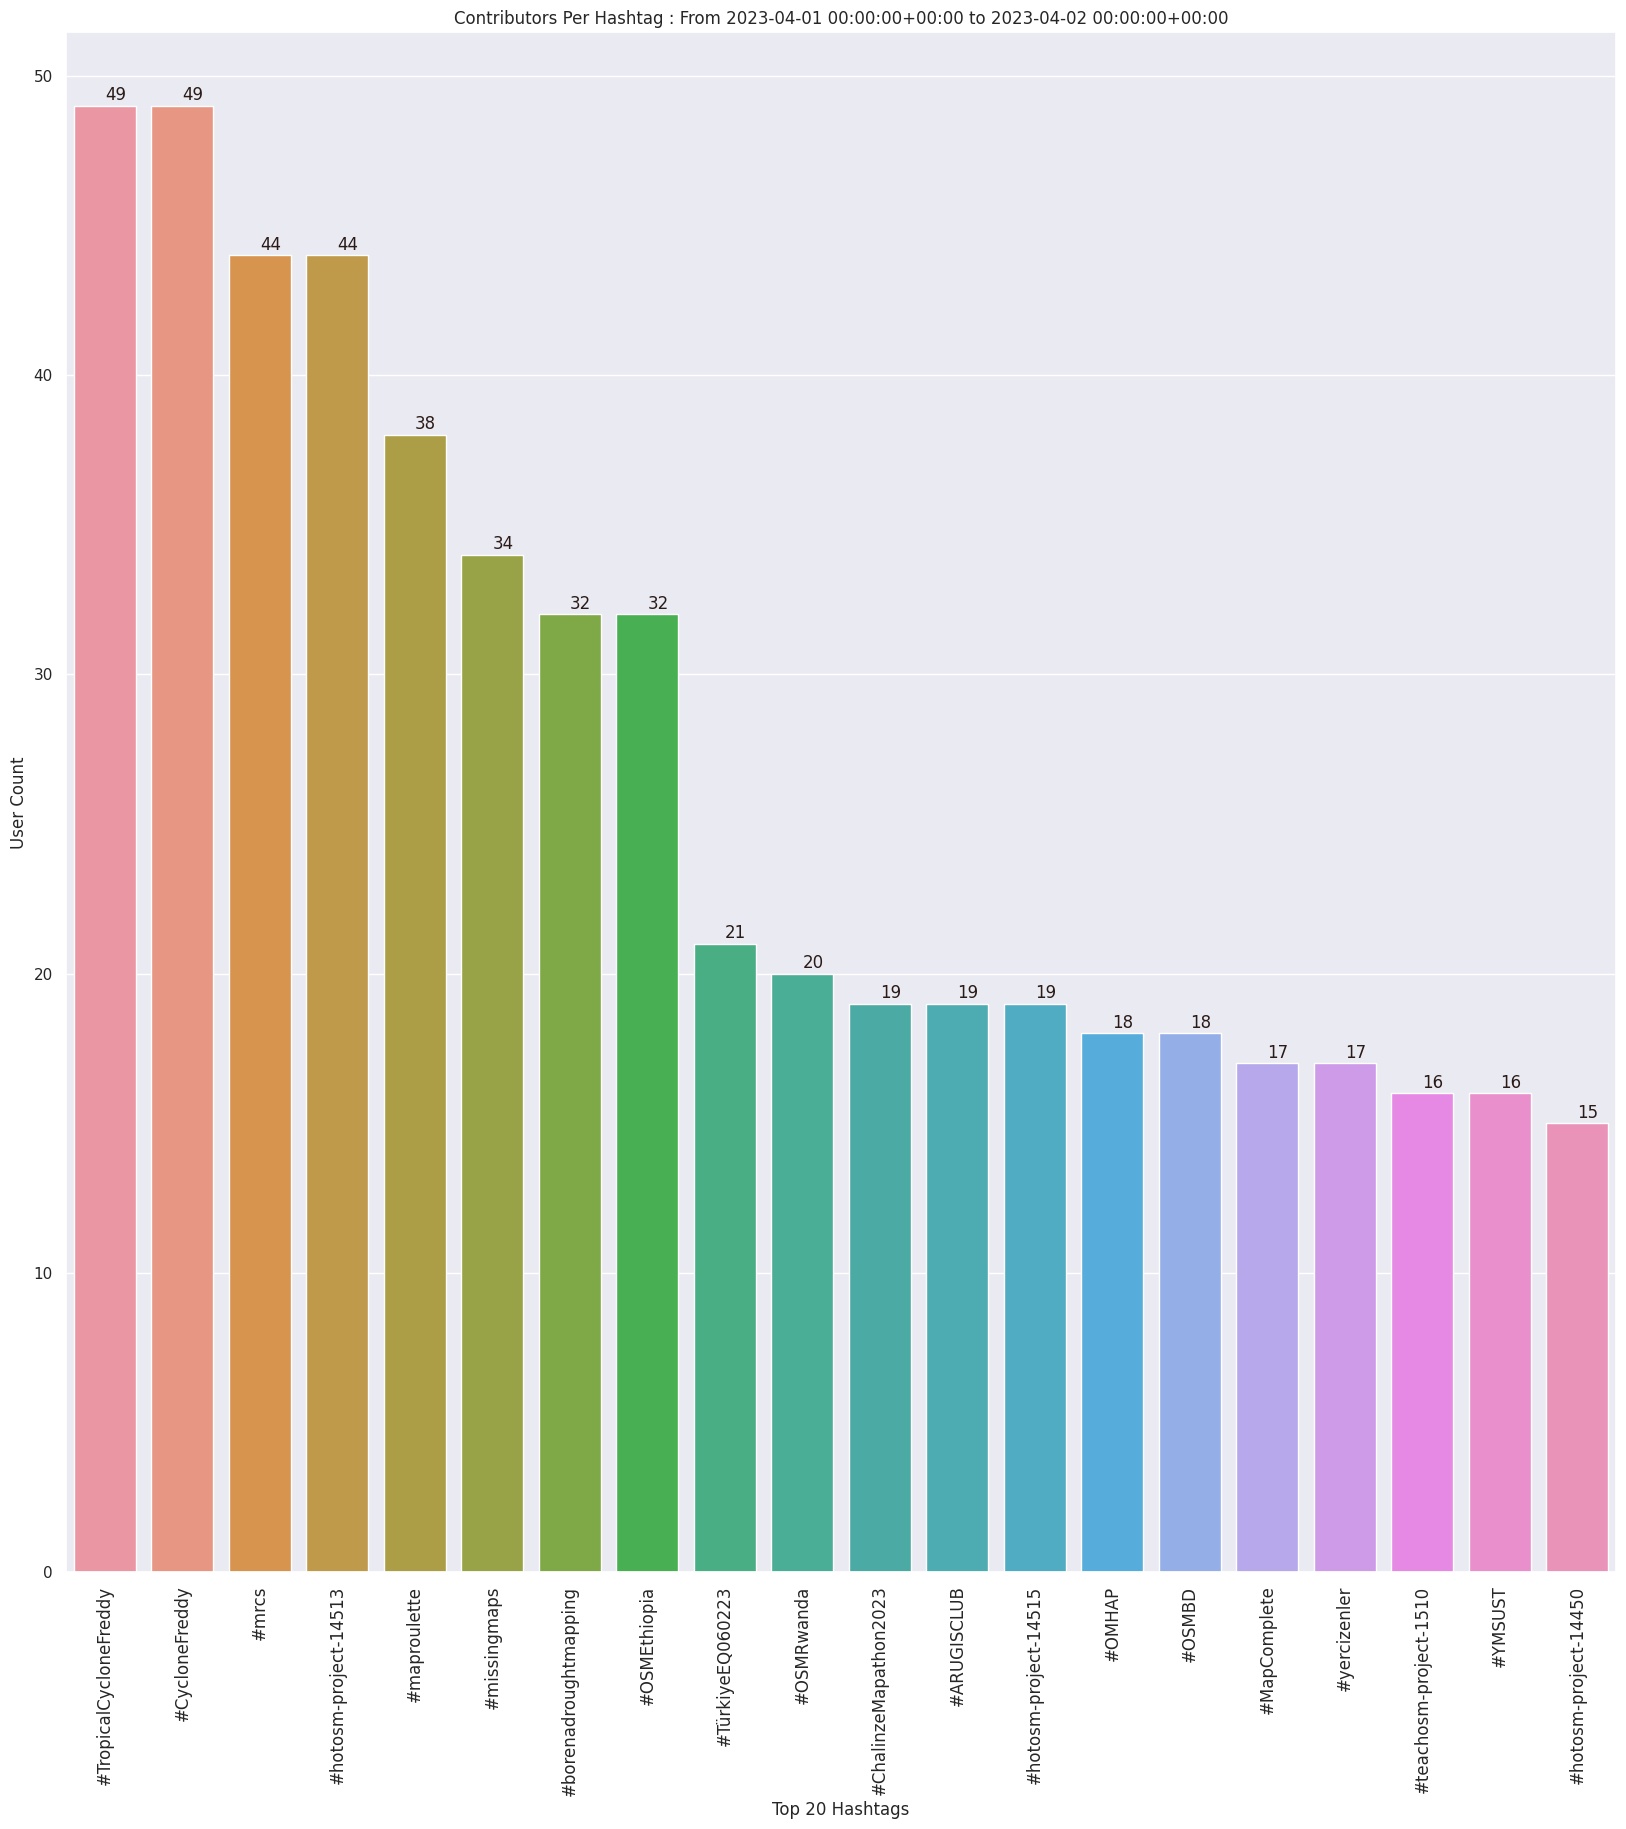 Contributors Per Hashtag : From 2023-04-01 00:00:00+00:00 to 2023-04-02 00:00:00+00:00
User Count
50
40
30
20
10
0
49
49
44
44
38
34
32
32
21
20
19
19
19
18
18
17
17
16
16
15
#TropicalCycloneFreddy
#CycloneFreddy
#mrcs
#hotosm-project-14513
#maproulette
#missingmaps
#borenadroughtmapping
#OSMEthiopia
#TürkiyeEQ060223
#OSMRwanda
#ChalinzeMapathon2023
#ARUGISCLUB
#hotosm-project-14515
#OMHAP
#OSMBD
#MapComplete
#yercizenler
#teachosm-project-1510
#YMSUST
#hotosm-project-14450
Top 20 Hashtags